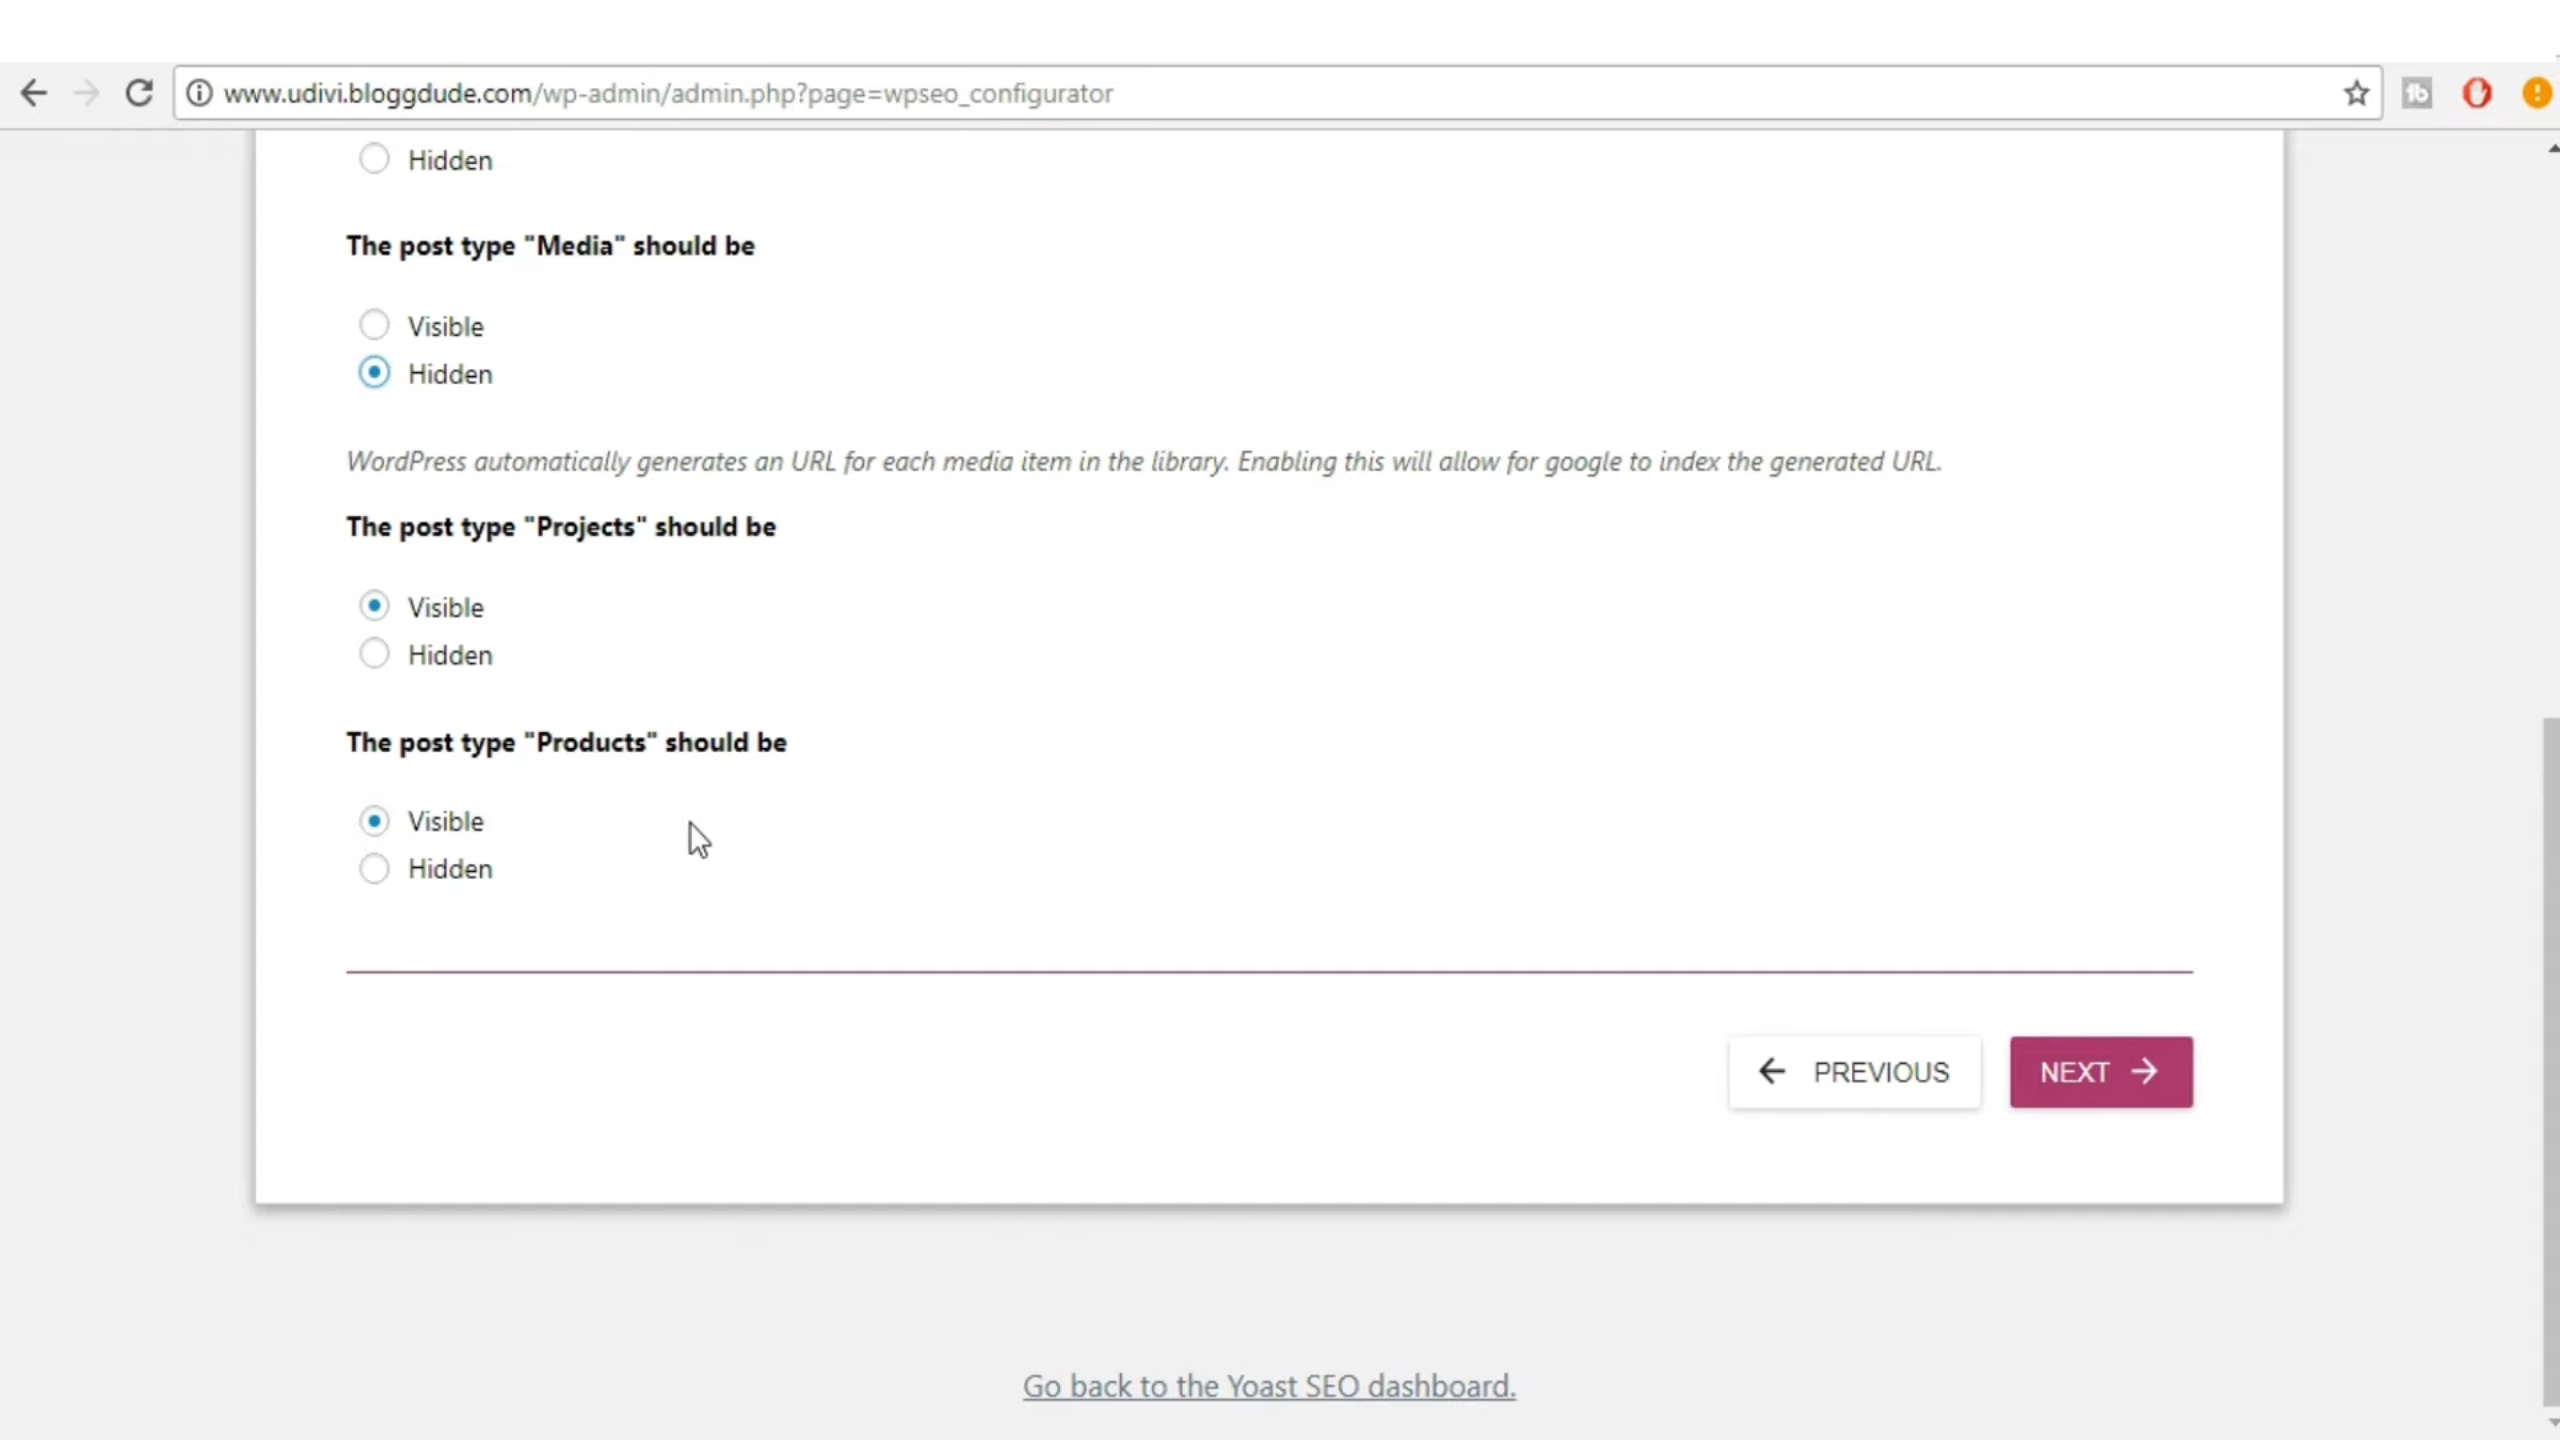 www.udivi.bloggdude.com/wp-admin/admin.php?page=wpseo_configurator
Hidden
The post type "Media" should be
Visible
Hidden
WordPress automatically generates an URL for each media item in the library. Enabling this will allow for google to index the generated URL.
The post type "Projects" should be
Visible
Hidden
The post type "Products" should be
Visible
Hidden
PREVIOUS
NEXT
Go back to the Yoast SEO dashboard.